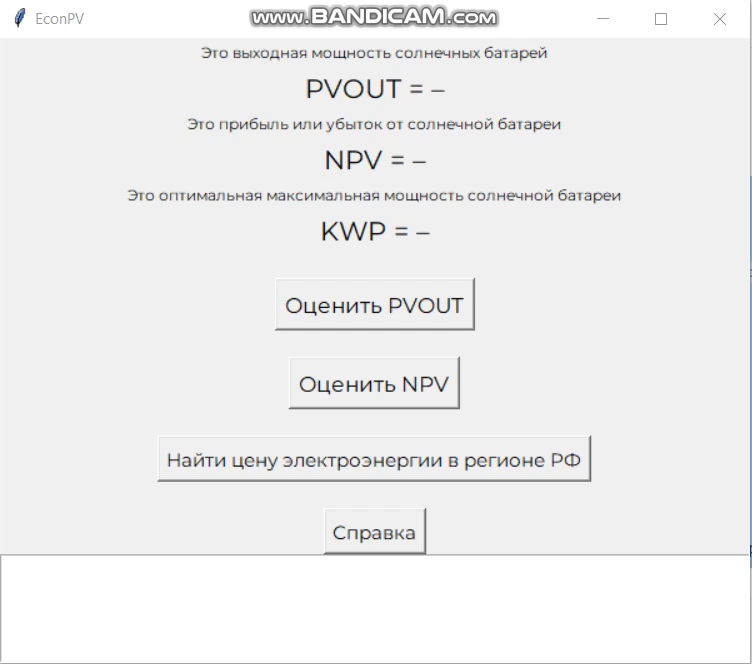 EconPV
www.BANDICAM.com
Это выходная мощность солнечных батарей
PVOUT = –
Это прибыль или убыток от солнечной батареи
NPV = –
Это оптимальная максимальная мощность солнечной батареи
KWP = –
Оценить PVOUT
Оценить NPV
Найти цену электроэнергии в регионе РФ
Справка